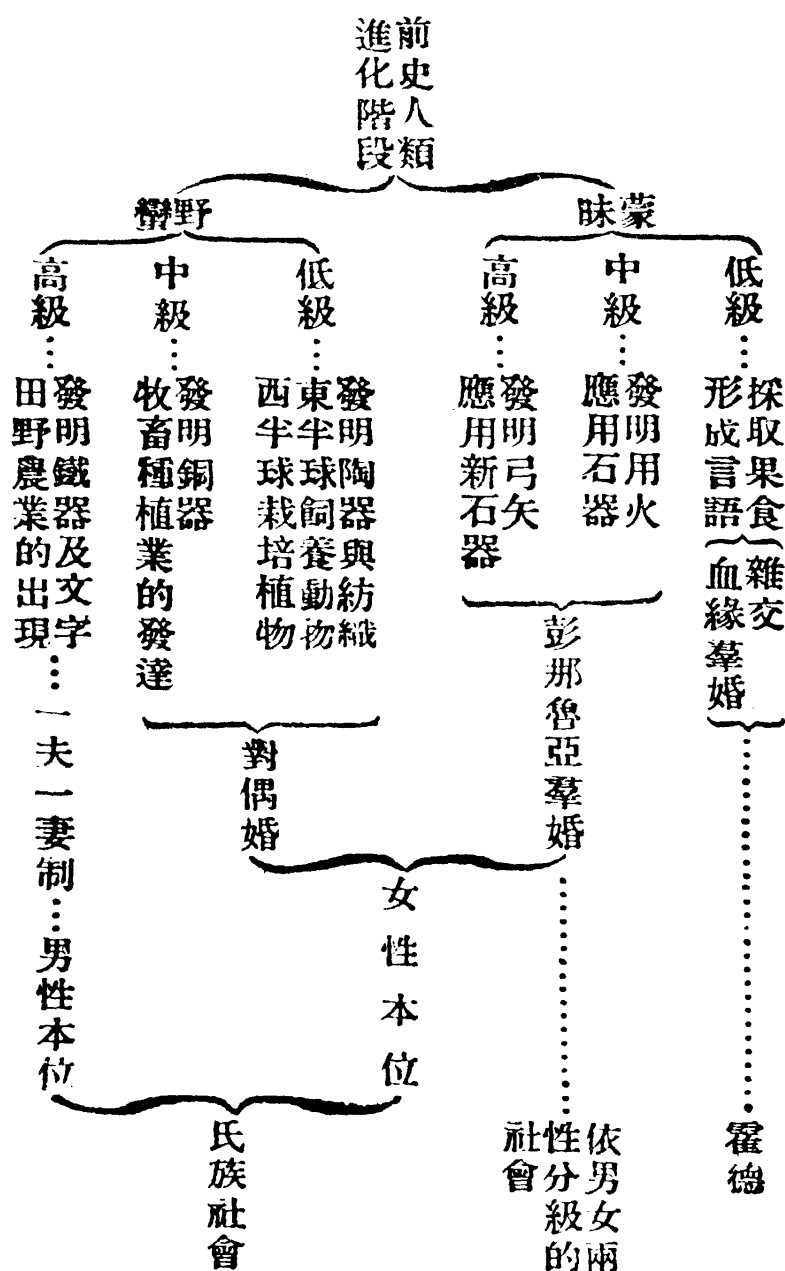 前史人類
進化階段
蒙昧
低級……
採取果食
形成言語
雜交
血緣羣婚
霍德
中級……
發明用火
應用石器
高級……
發明弓矢
應用新石器
彭那魯亞羣婚
依男女兩
性分級的
社會
野蠻
低級……
發明陶器與紡織
東半球飼養動物
西半球栽培植物
中級……
發明銅器
牧畜種植業的發達
對偶婚
女性本位
高級……
發明鐵器及文字
田野農業的出現
……一夫一妻制……男性本位
氏族社會